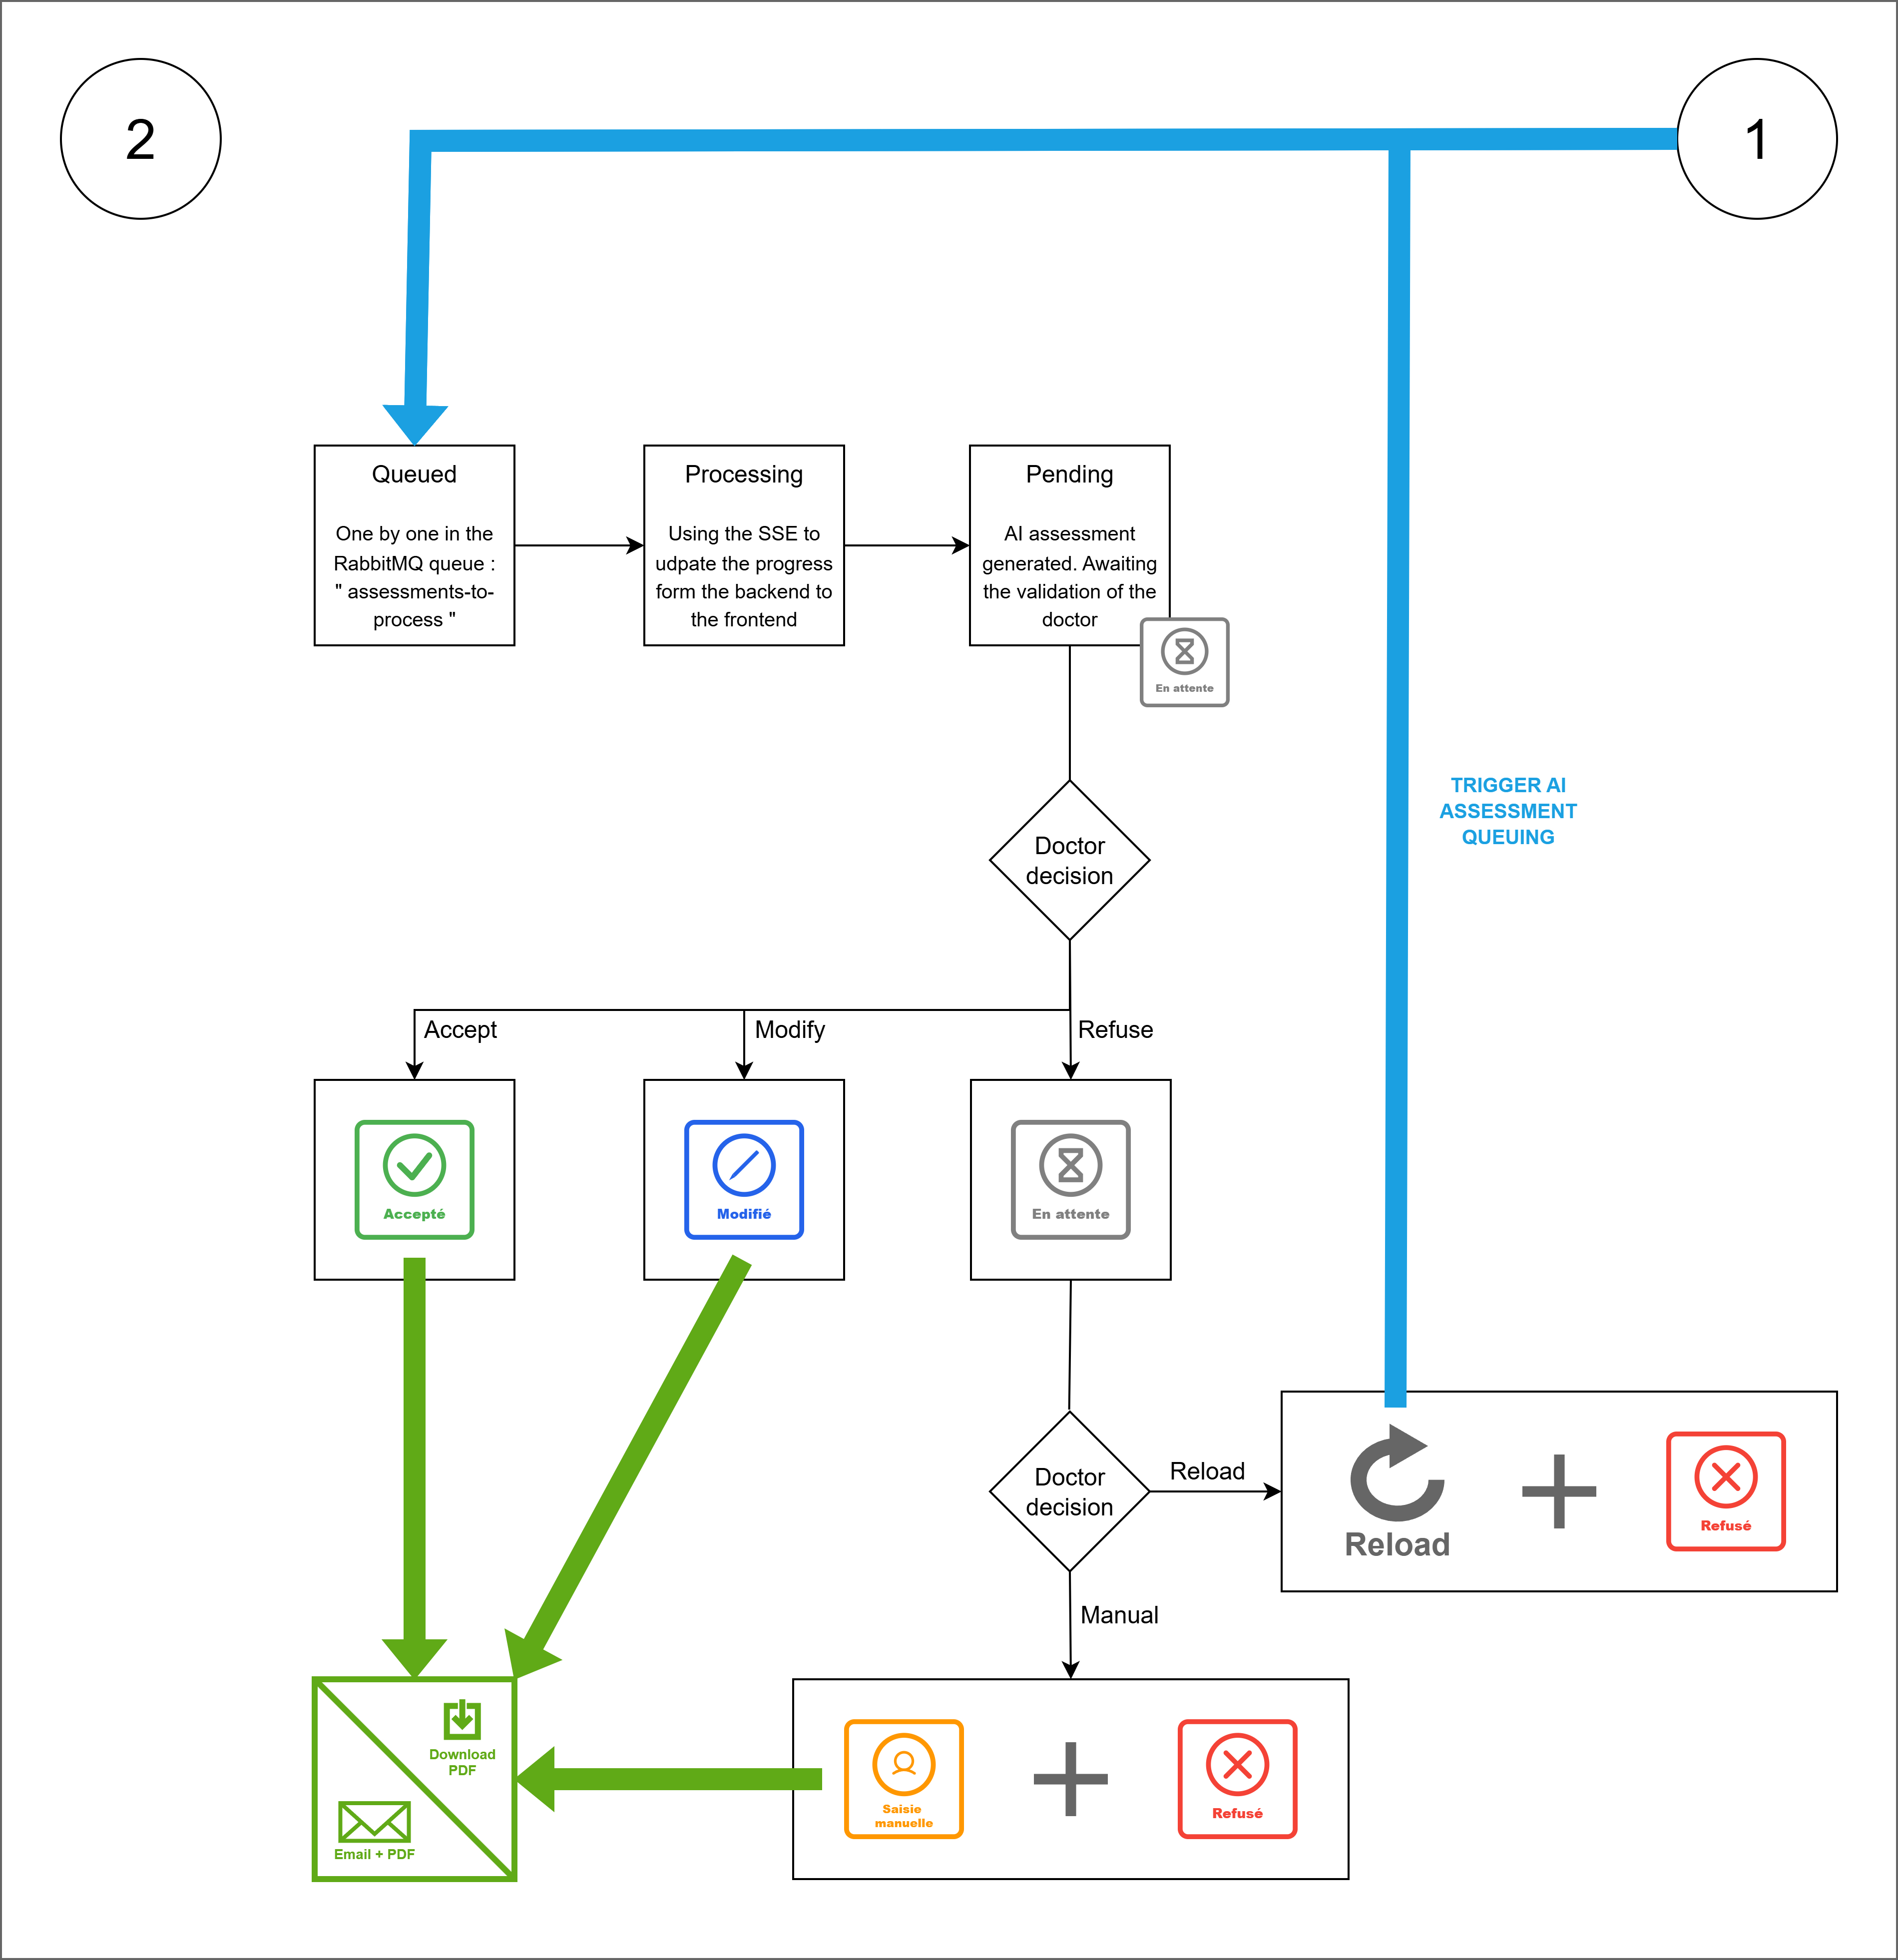 2
1
Queued
One by one in the
RabbitMQ queue :
" assessments-to-
process "
Processing
Using the SSE to
udpate the progress
form the backend to
the frontend
Pending
AI assessment
generated. Awaiting
the validation of the
doctor
En attente
TRIGGER AI
ASSESSMENT
QUEUING
Doctor
decision
Accept
Modify
Refuse
Accepté
Modifié
En attente
Doctor
decision
Reload
Reload
Refusé
Manual
Download
PDF
Email + PDF
Saisie
manuelle
Refusé